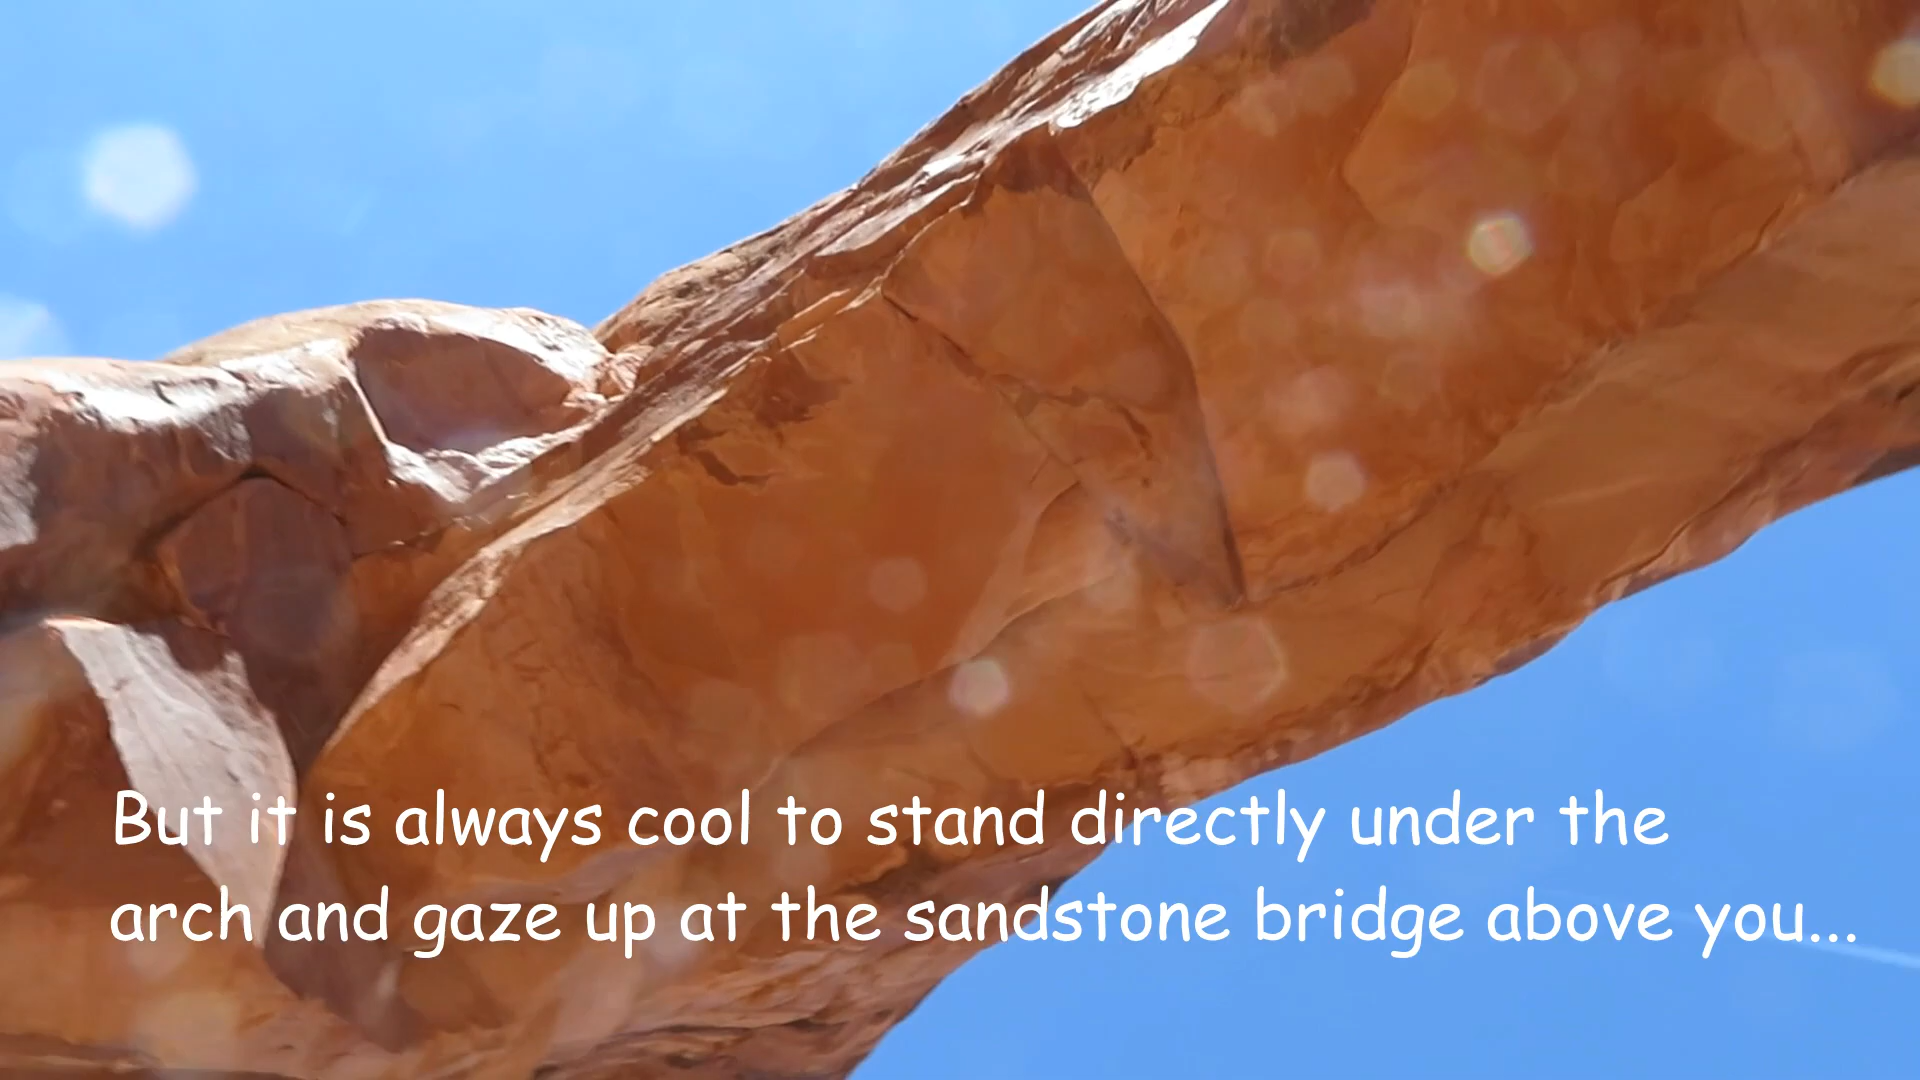 But it is always cool to stand directly under the
arch and gaze up at the sandstone bridge above you...